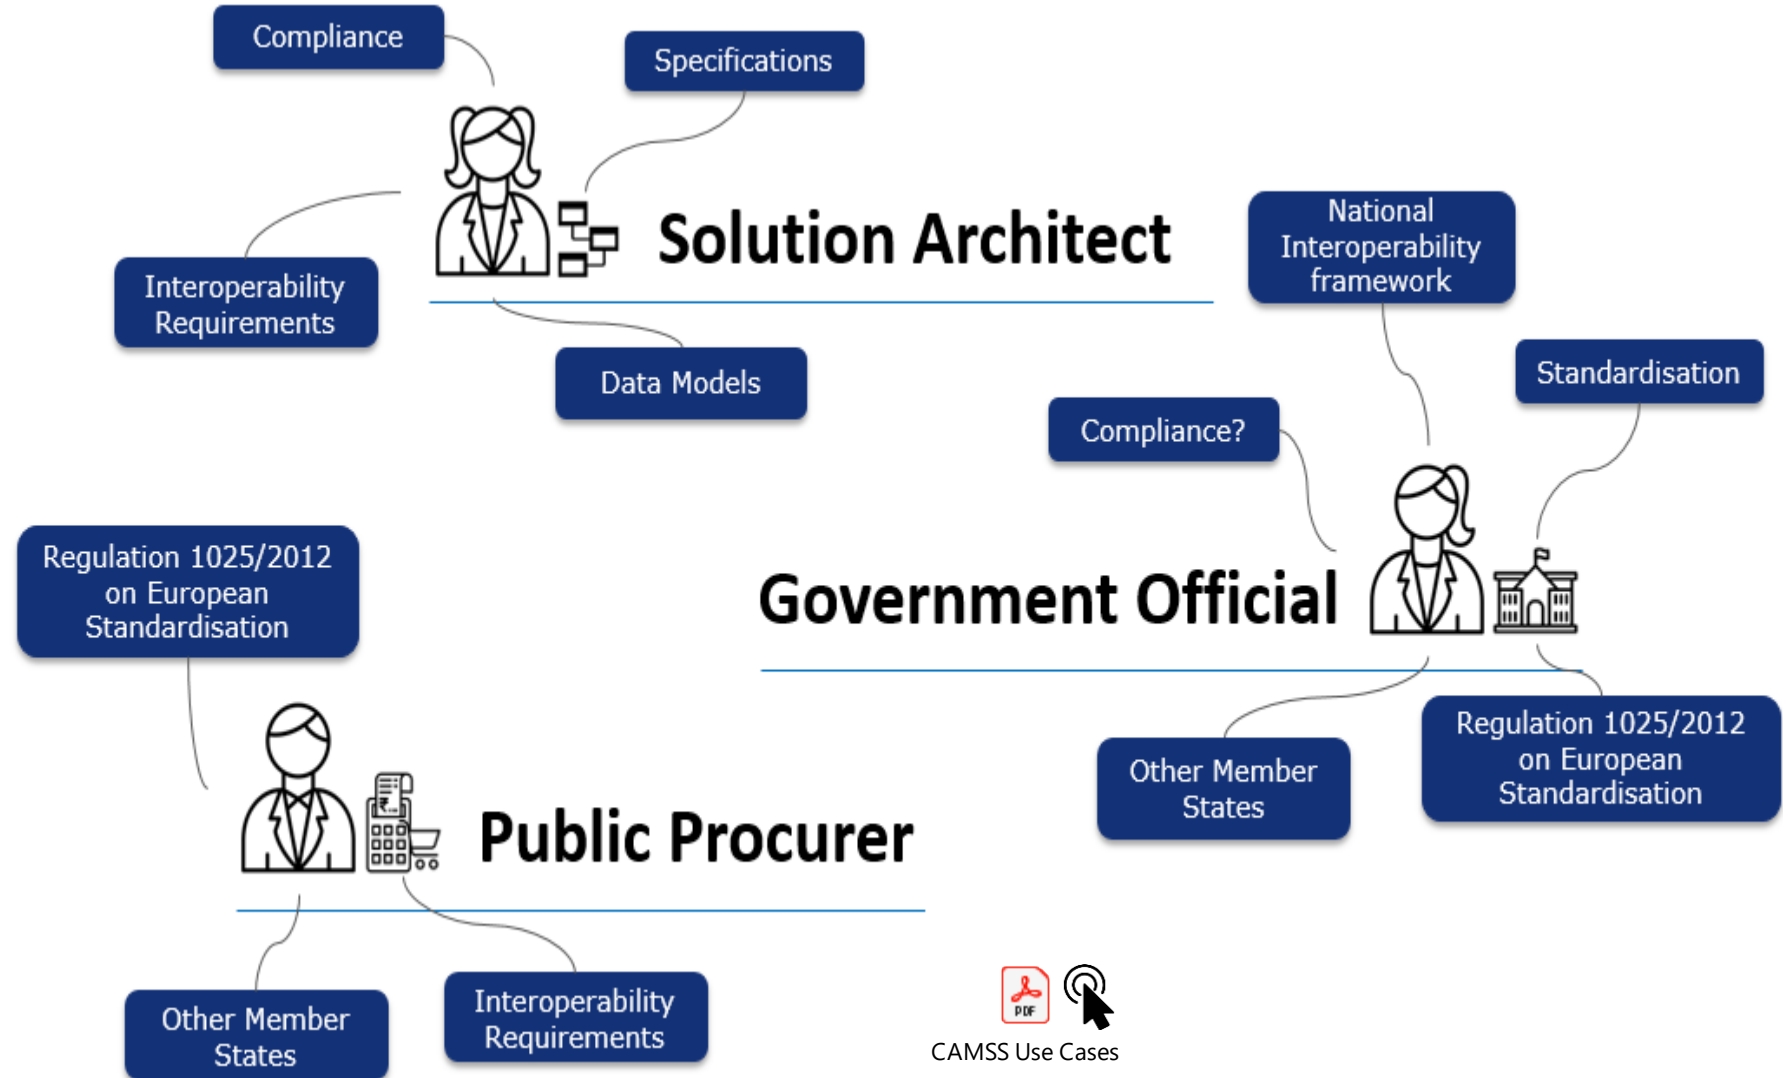 Compliance
Specifications
Solution Architect
Interoperability
Requirements
Data Models
National
Interoperability
framework
Standardisation
Compliance?
Government Official
Other Member
States
Regulation 1025/2012
on European
Standardisation
Regulation 1025/2012
on European
Standardisation
₹...
Public Procurer
Other Member
States
Interoperability
Requirements
PDF
CAMSS Use Cases